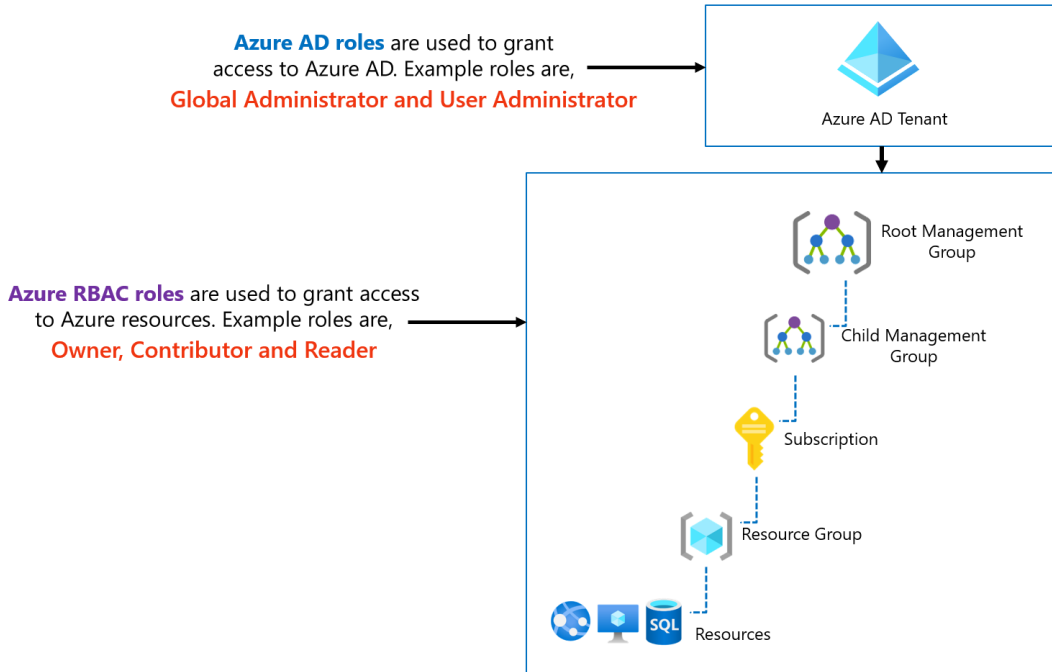 Azure AD roles are used to grant
access to Azure AD. Example roles are,
Global Administrator and User Administrator
Azure AD Tenant
Root Management
Group
Azure RBAC roles are used to grant access
to Azure resources. Example roles are,
Owner, Contributor and Reader
Child Management
Group
Subscription
Resource Group
SQL
Resources